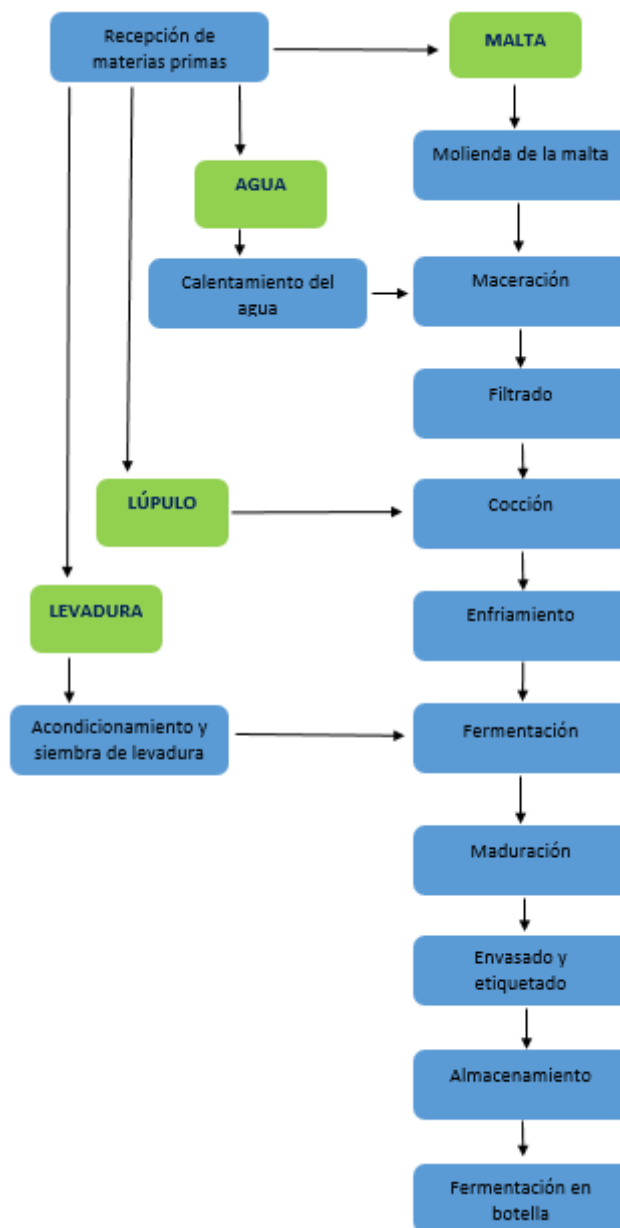 Recepción de
materias primas
MALTA
Molienda de la malta
AGUA
Calentamiento del
agua
Maceración
Filtrado
LÚPULO
Cocción
LEVADURA
Enfriamiento
Acondicionamiento y
siembra de levadura
Fermentación
Maduración
Envasado y
etiquetado
Almacenamiento
Fermentación en
botella